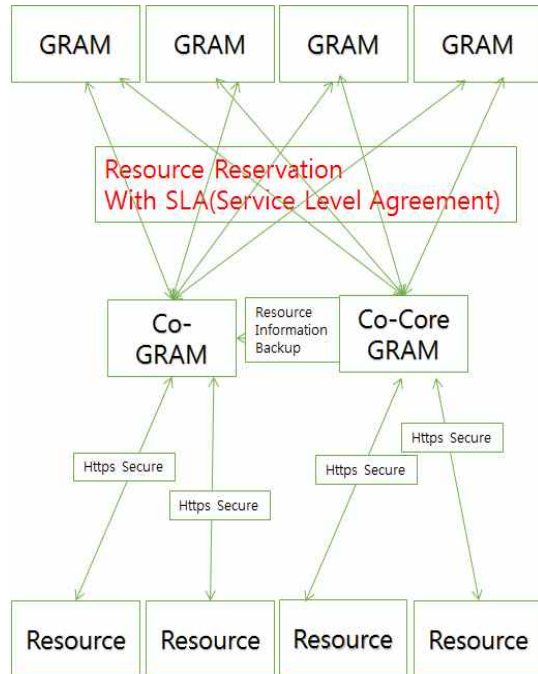 GRAM
GRAM
GRAM
GRAM
Resource Reservation
With SLA(Service Level Agreement)
Co-
GRAM
Resource
Information
Backup
Co-Core
GRAM
Https Secure
Https Secure
Https Secure
Https Secure
Resource
Resource
Resource
Resource